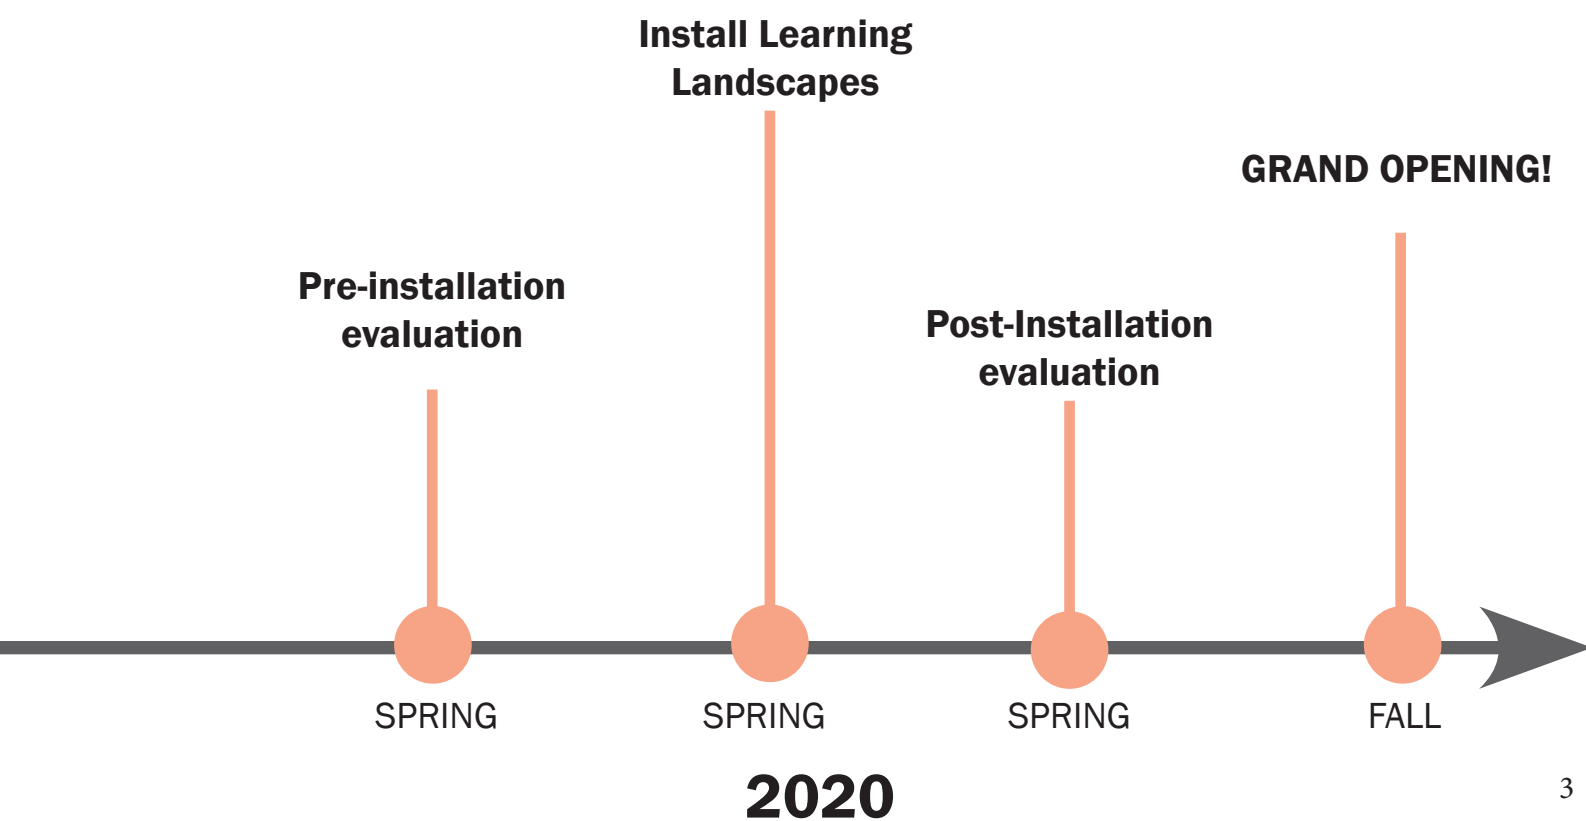 Install Learning
Landscapes
GRAND OPENING!
Pre-installation
evaluation
Post-Installation
evaluation
SPRING
SPRING
SPRING
FALL
2020
3